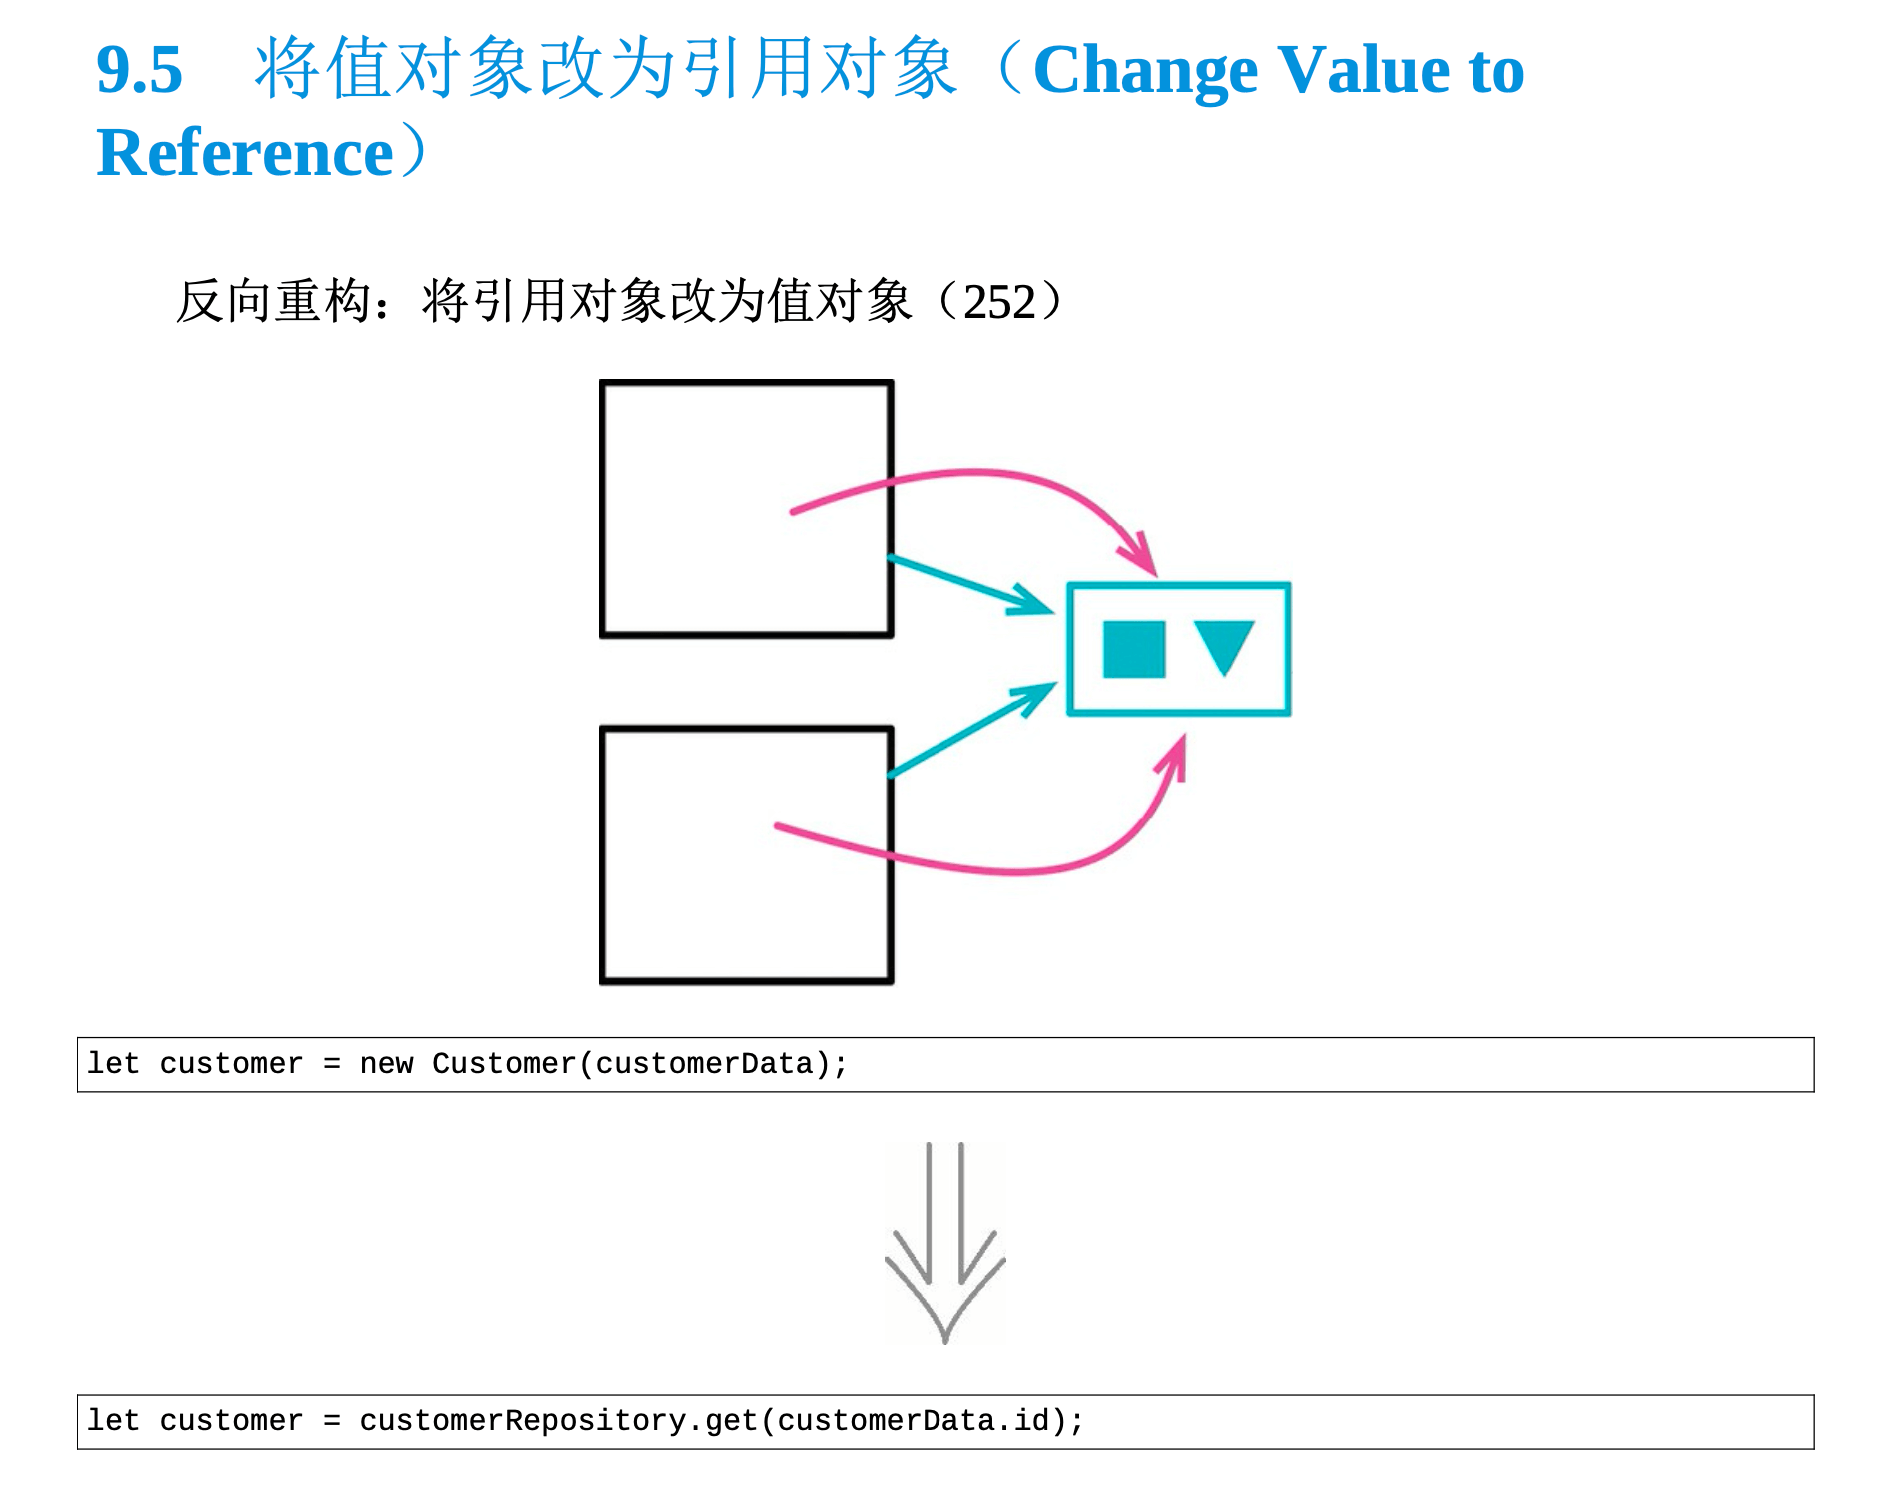 9.5 将值对象改为引用对象（Change Value to
Reference）
反向重构：将引用对象改为值对象（252）
let customer = new Customer(customerData);
let customer = customerRepository.get(customerData.id);